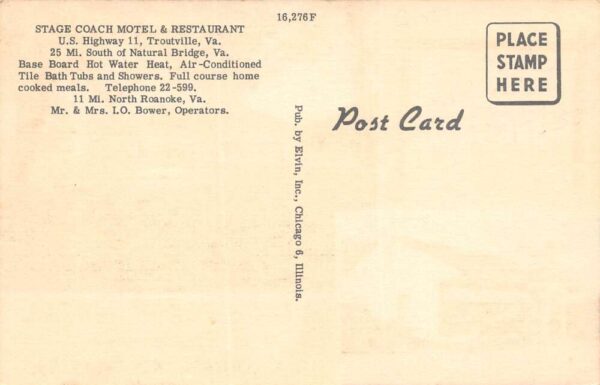 16,276F
STAGE COACH MOTEL & RESTAURANT
U.S. Highway 11, Troutville, Va.
25 Mi. South of Natural Bridge, Va.
Base Board Hot Water Heat, Air-Conditioned
Tile Bath Tubs and Showers. Full course home
cooked meals. Telephone 22-599.
11 Mi. North Roanoke, Va.
Mr. & Mrs. I.O. Bower, Operators.
Pub. by Elvin, Inc., Chicago 6, Illinois.
Post Card
PLACE
STAMP
HERE